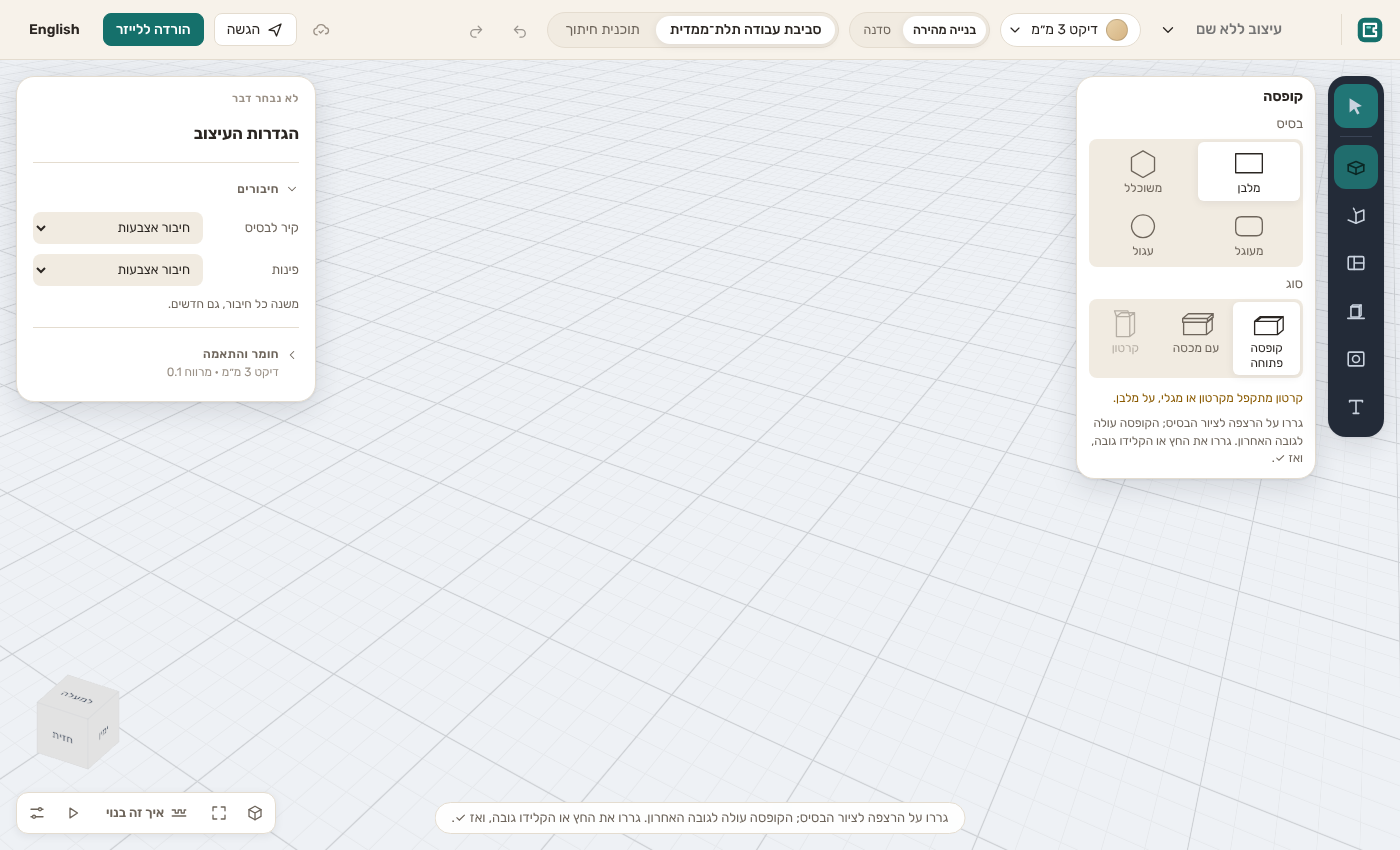 עיצוב ללא שם
דיקט 3 מ״מ
בנייה מהירה
סדנה
סביבת עבודה תלת־ממדית
תוכנית חיתוך
הגשה
הורדה ללייזר
English
קופסה
בסיס
מלבן
משוכלל
מעוגל
עגול
סוג
קופסה
פתוחה
עם מכסה
קרטון
קרטון מתקפל מקרטון או מגלי, על מלבן.
גררו על הרצפה לציור הבסיס; הקופסה עולה
לגובה האחרון. גררו את החץ או הקלידו גובה,
ואז ✓.
לא נבחר דבר
הגדרות העיצוב
חיבורים
קיר לבסיס
חיבור אצבעות
פינות
חיבור אצבעות
משנה כל חיבור, גם חדשים.
חומר והתאמה
דיקט 3 מ״מ • מרווח 0.1
למעלה
חזית
ימין
איך זה בנוי
גררו על הרצפה לציור הבסיס; הקופסה עולה לגובה האחרון. גררו את החץ או הקלידו גובה, ואז ✓.